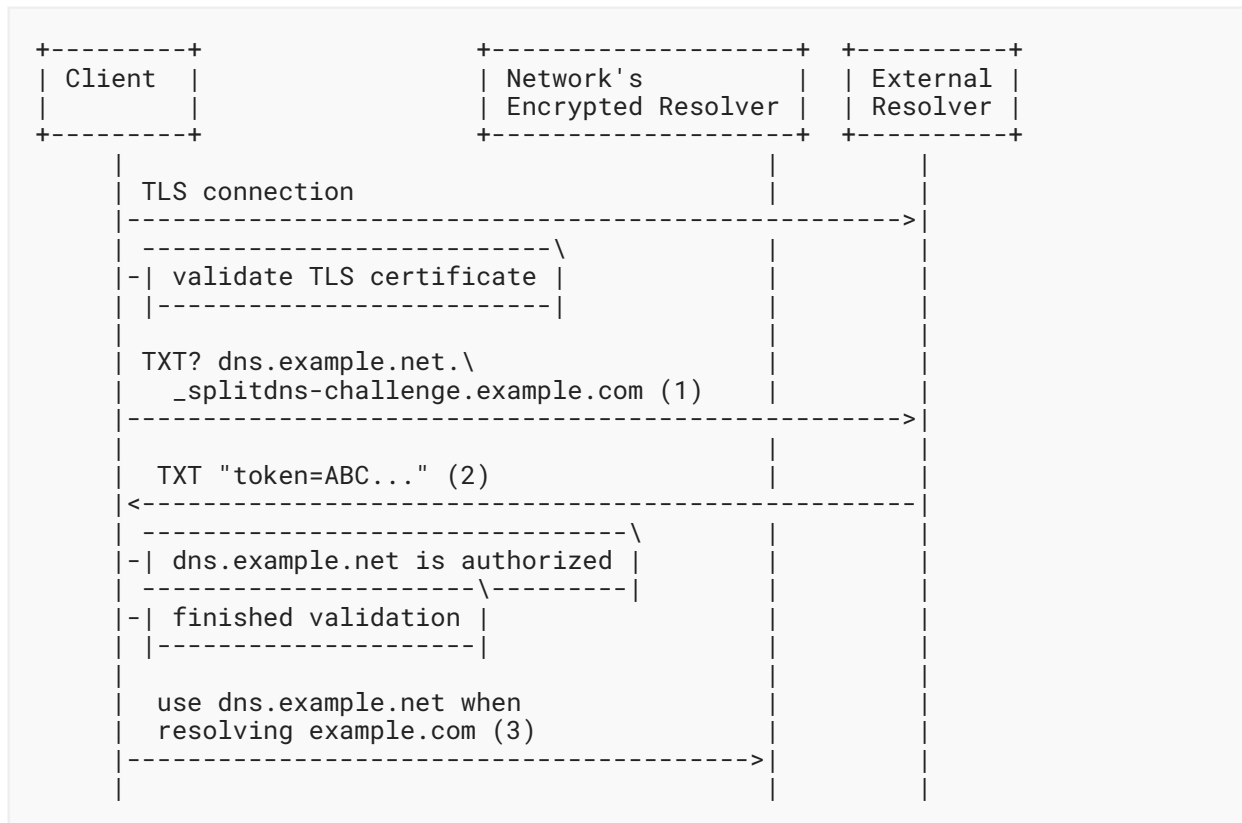 Client
Network's
Encrypted Resolver
External
Resolver
TLS connection
validate TLS certificate
TXT? dns.example.net.\
_splitdns-challenge.example.com (1)
TXT "token=ABC..." (2)
dns.example.net is authorized
finished validation
use dns.example.net when
resolving example.com (3)